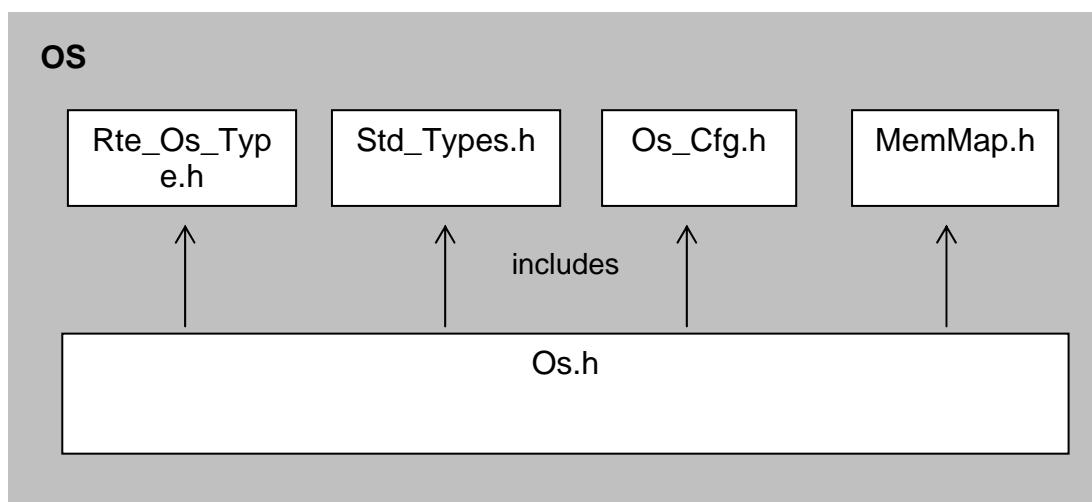 OS
Rte_Os_Typ
e.h
Std_Types.h
Os_Cfg.h
MemMap.h
includes
Os.h